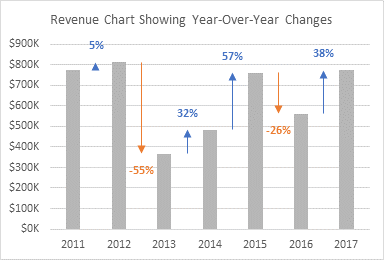 Revenue Chart Showing Year-Over-Year Changes
$900K
$800K
$700K
$600K
$500K
$400K
$300K
$200K
$100K
$0K
5%
-55%
32%
57%
-26%
38%
2011 2012 2013 2014 2015 2016 2017